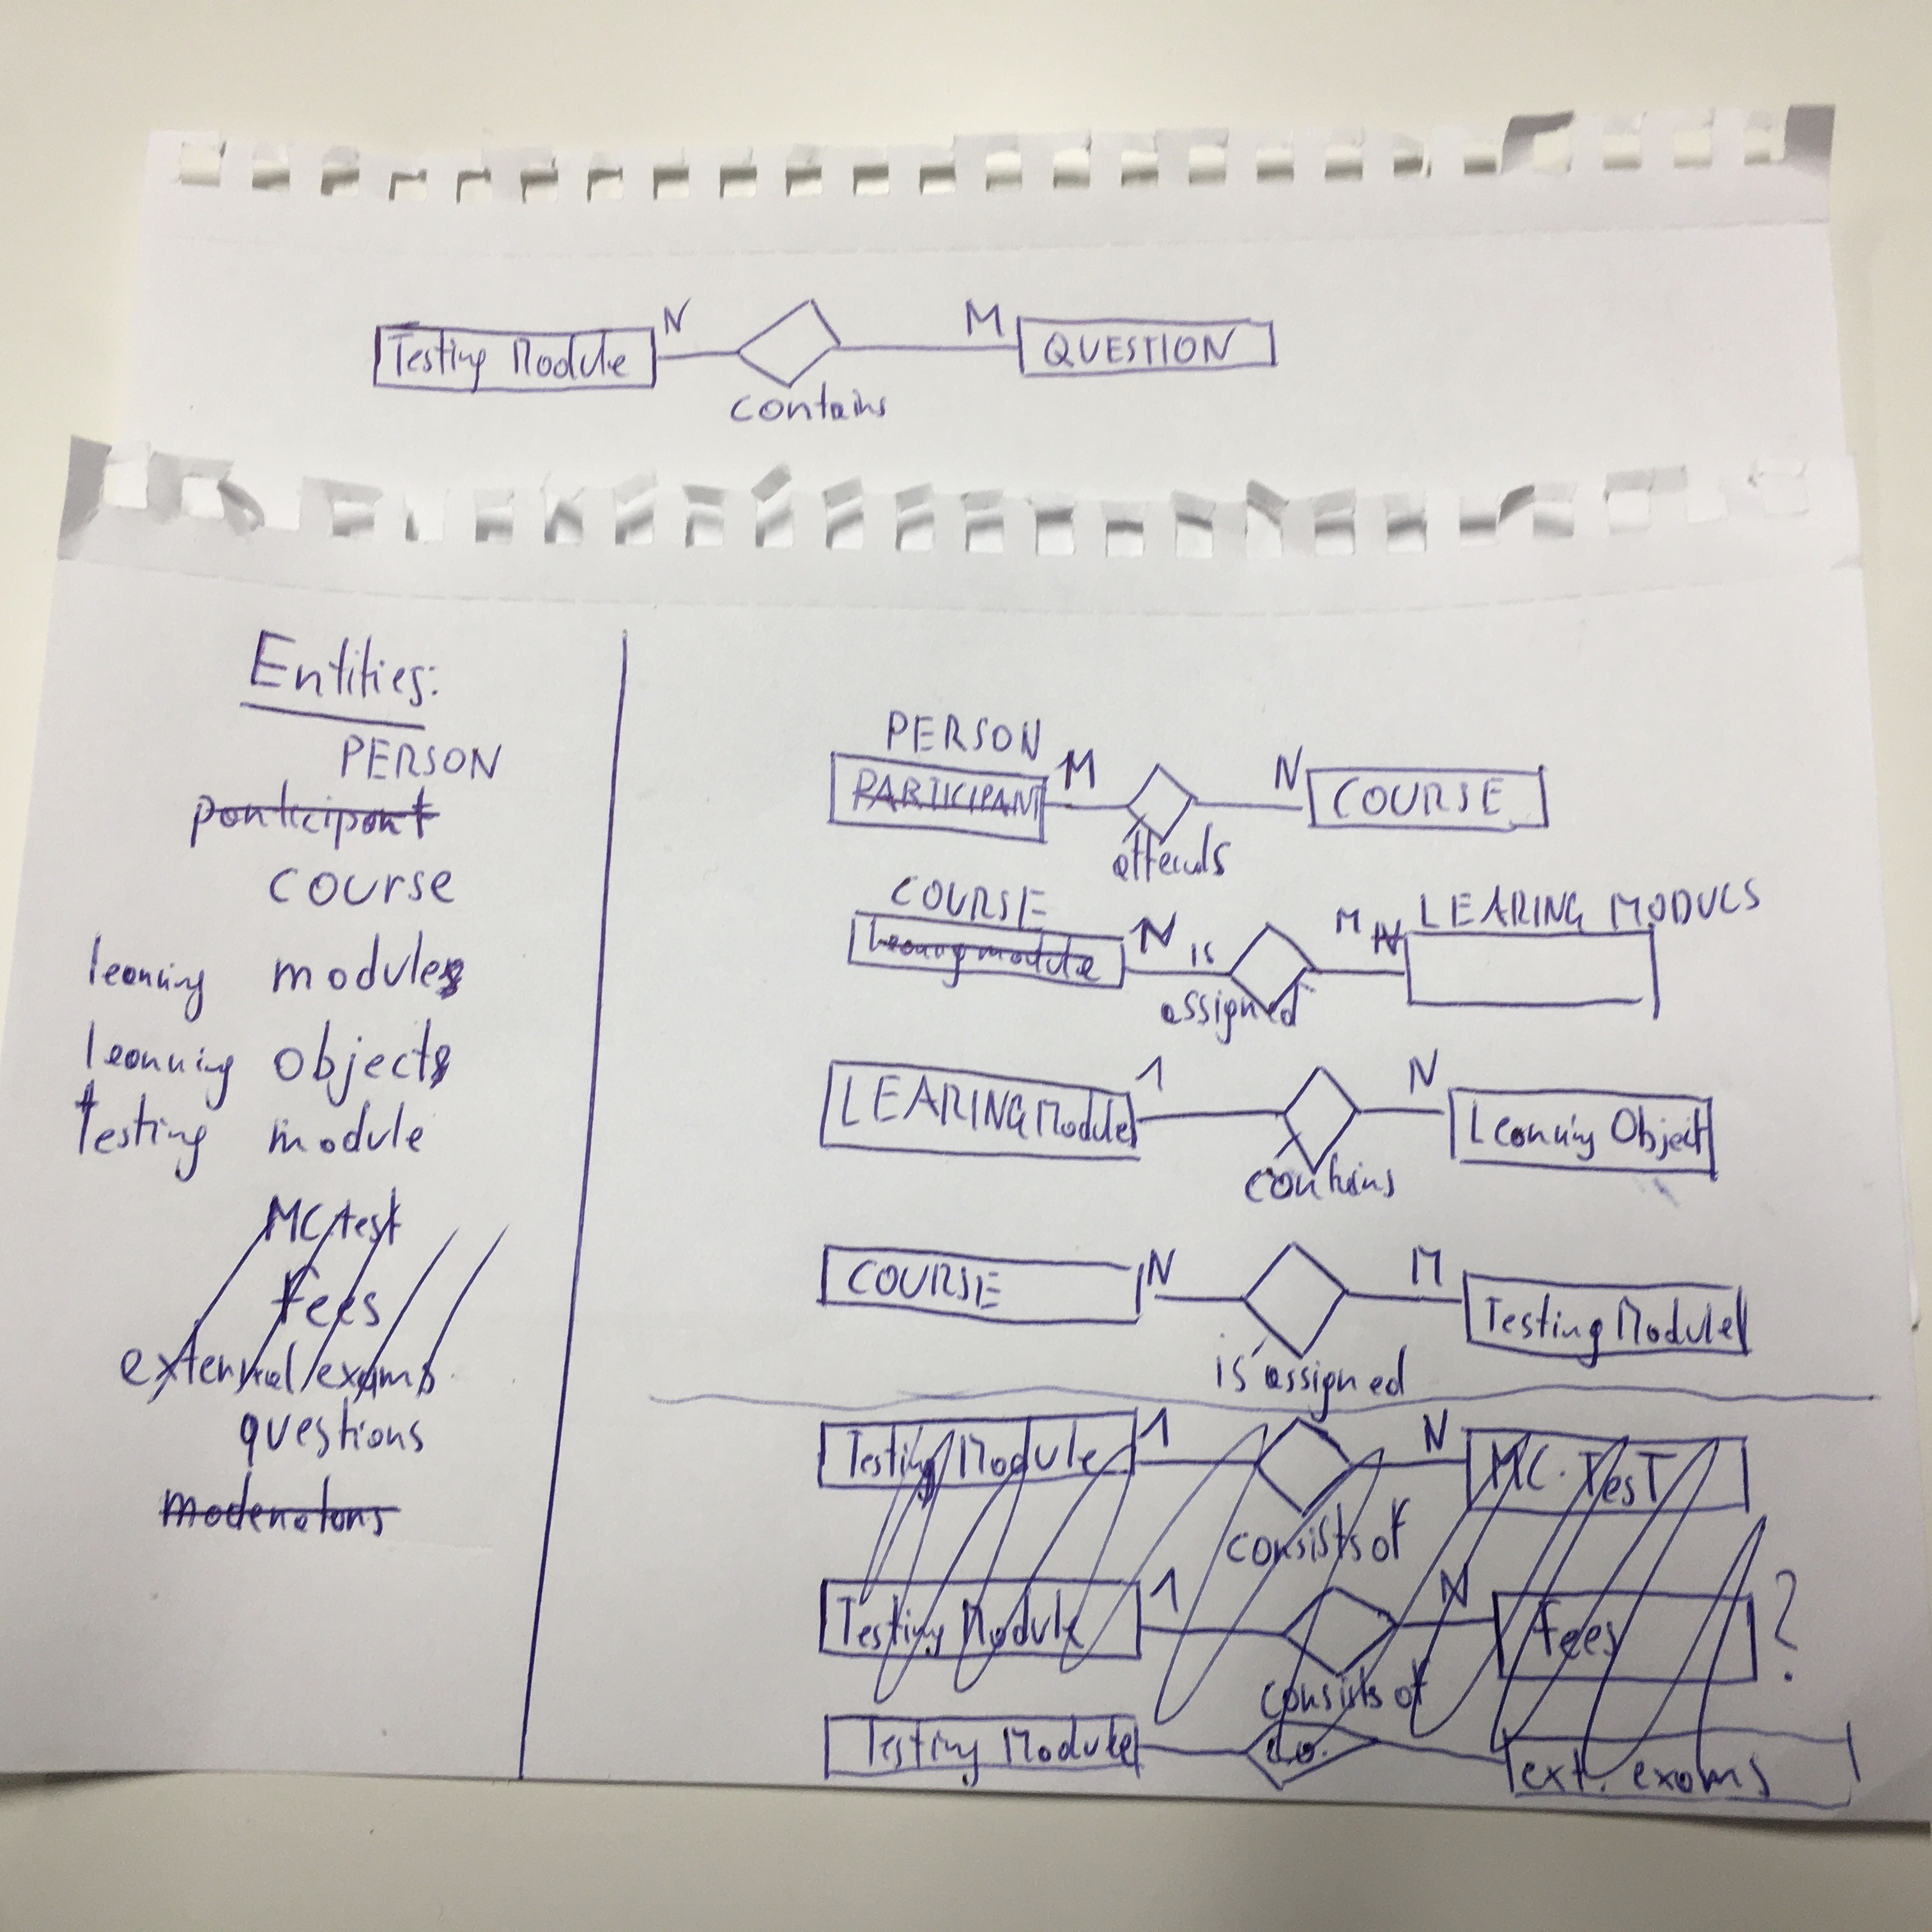 Testing Module N M QUESTION
contains
Entities:
PERSON
participant
course
learning modules
learning objects
testing module
MC test
fees
external exams
questions
moderators
PERSON
PARTICIPANT M N COURSE
attends
COURSE LEARING MODULS
Learning module N is M N
assigned
LEARING Module 1 N Learning Object
contains
COURSE N M Testing Module
is assigned
Testing Module 1 N MC. TesT
consists of
Testing Module 1 N fees ?
consists of
Testing Module c.o. ext. exams